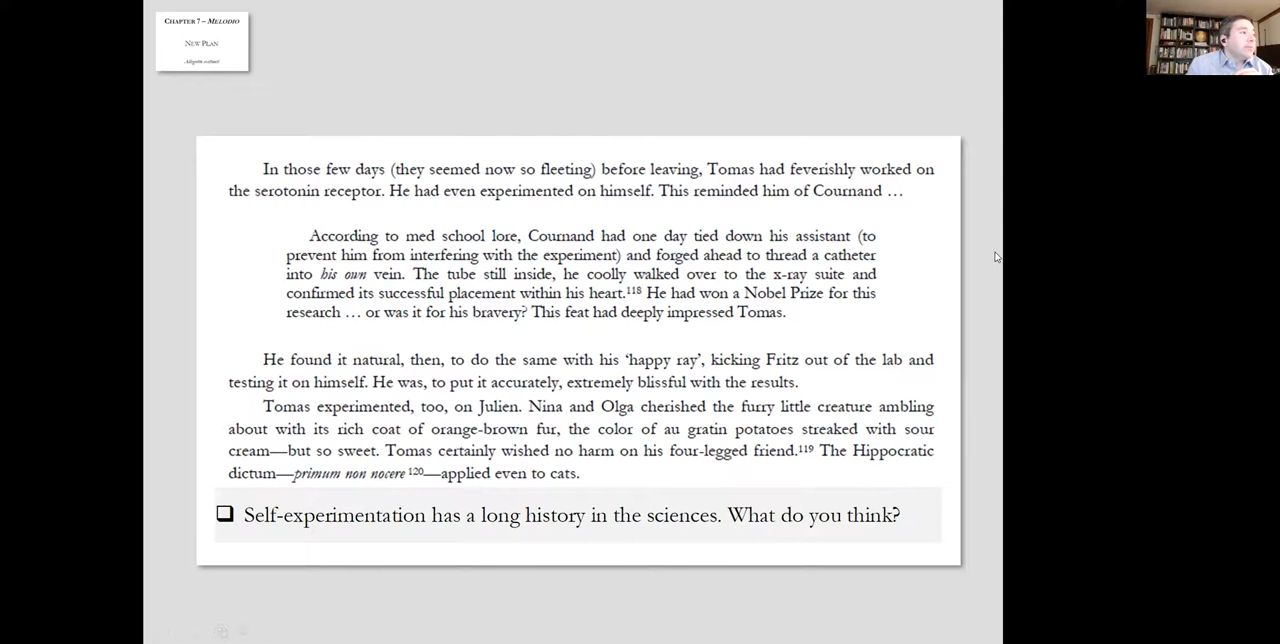 CHAPTER 7 – MELODIO
NEW PLAN
In those few days (they seemed now so fleeting) before leaving, Tomas had feverishly worked on
the serotonin receptor. He had even experimented on himself. This reminded him of Cournand …
According to med school lore, Cournand had one day tied down his assistant (to
prevent him from interfering with the experiment) and forged ahead to thread a catheter
into his own vein. The tube still inside, he coolly walked over to the x-ray suite and
confirmed its successful placement within his heart.118 He had won a Nobel Prize for this
research … or was it for his bravery? This feat had deeply impressed Tomas.
He found it natural, then, to do the same with his ‘happy ray’, kicking Fritz out of the lab and
testing it on himself. He was, to put it accurately, extremely blissful with the results.
Tomas experimented, too, on Julien. Nina and Olga cherished the furry little creature ambling
about with its rich coat of orange-brown fur, the color of au gratin potatoes streaked with sour
cream—but so sweet. Tomas certainly wished no harm on his four-legged friend.119 The Hippocratic
dictum—primum non nocere 120—applied even to cats.
Self-experimentation has a long history in the sciences. What do you think?